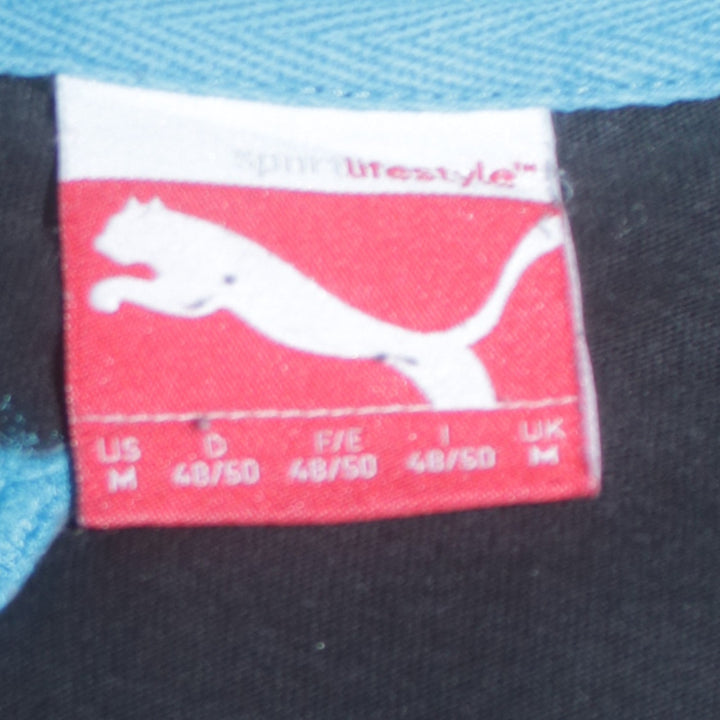 sportlifestyle™
US D F/E I UK
M 48/50 48/50 48/50 M